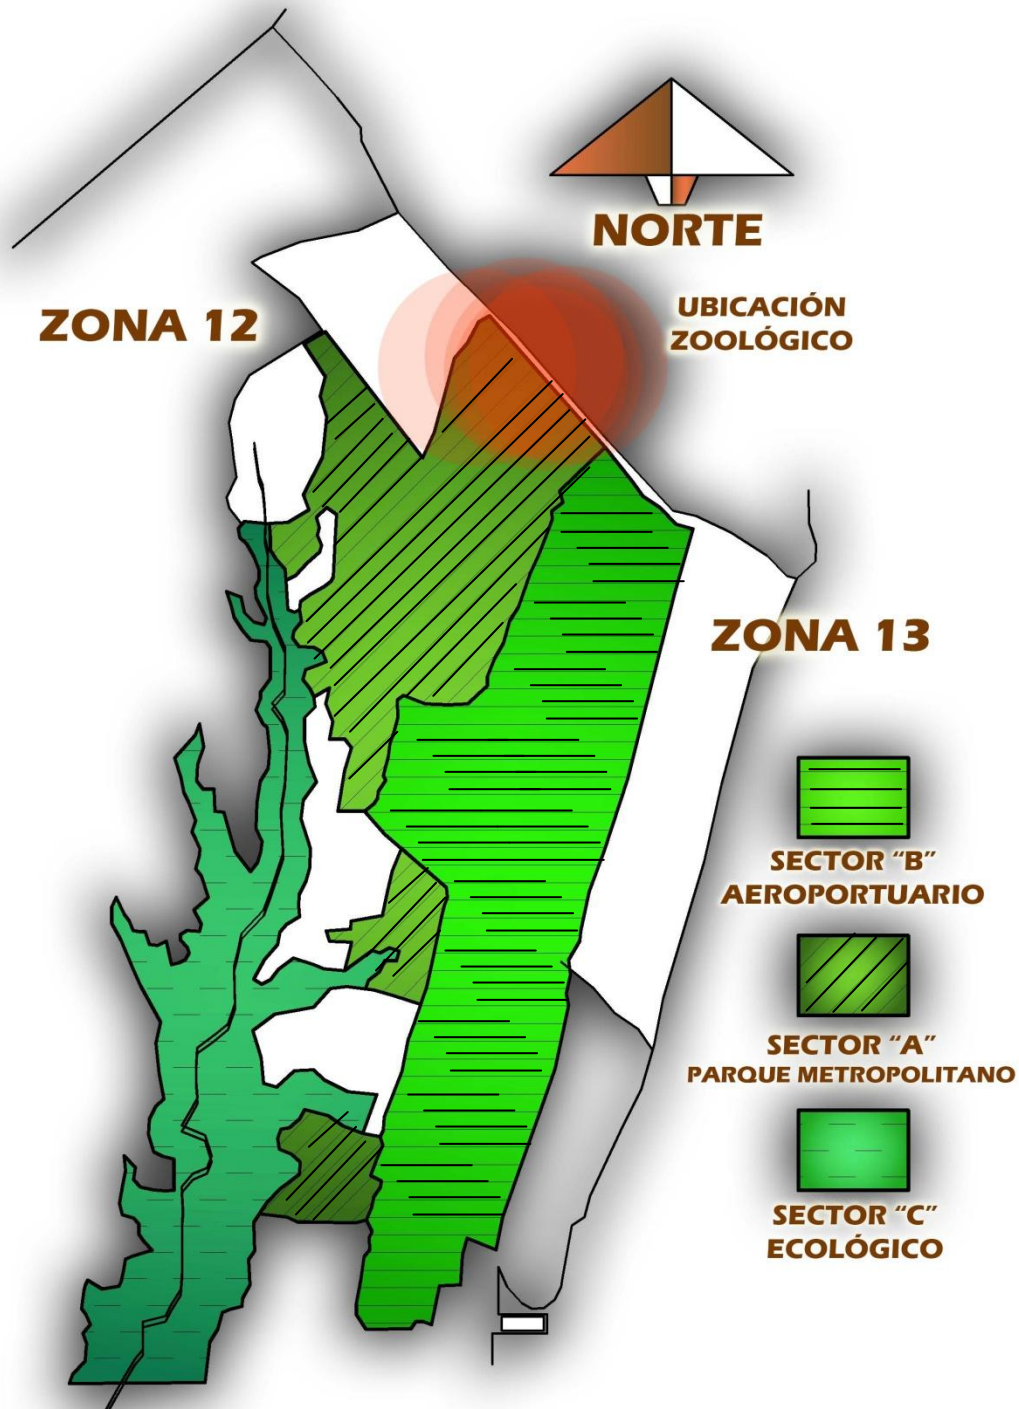 NORTE
UBICACIÓN
ZOOLÓGICO
ZONA 12
ZONA 13
SECTOR “B”
AEROPORTUARIO
SECTOR “A”
PARQUE METROPOLITANO
SECTOR “C”
ECOLÓGICO